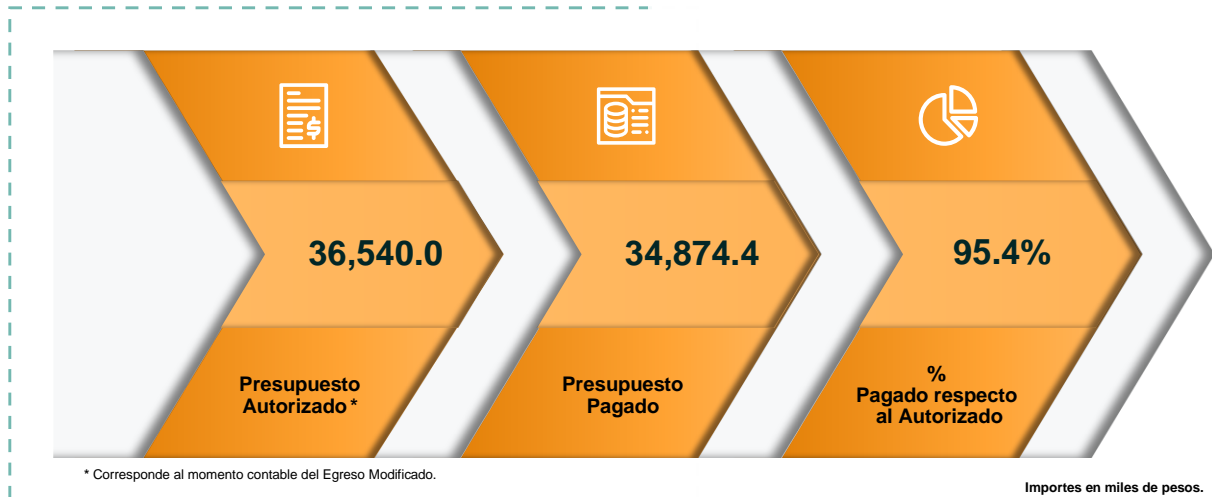 36,540.0
34,874.4
95.4%
Presupuesto
Autorizado *
Presupuesto
Pagado
%
Pagado respecto
al Autorizado
* Corresponde al momento contable del Egreso Modificado.
Importes en miles de pesos.